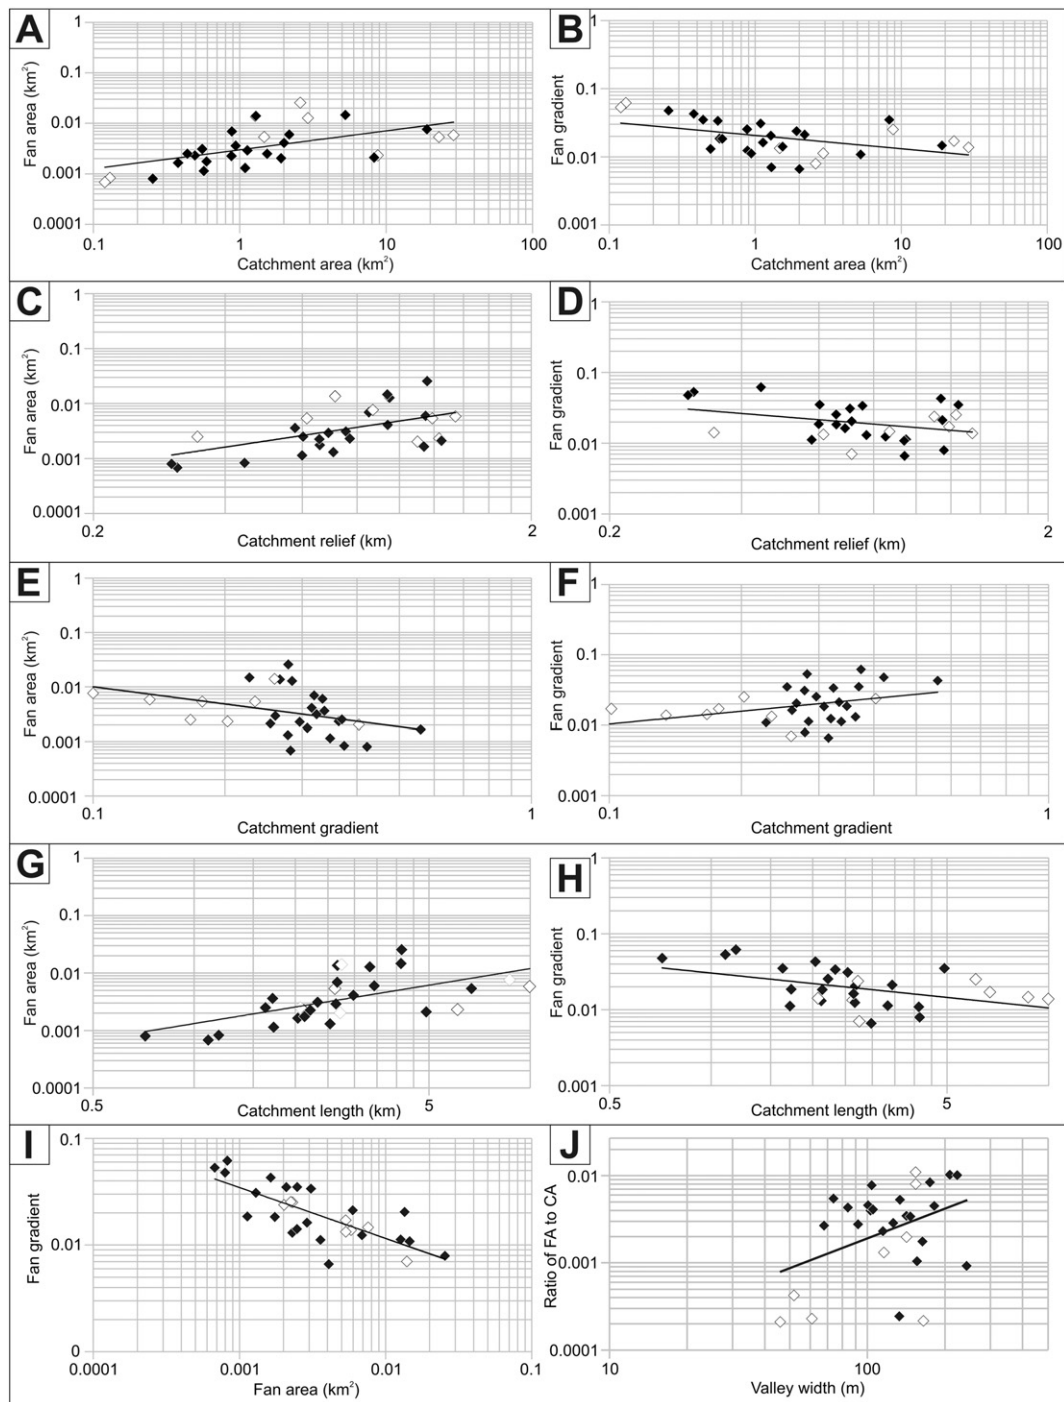 A
Fan area (km²)
1
0.1
0.01
0.001
0.0001
0.1
1
10
100
Catchment area (km²)
B
Fan gradient
1
0.1
0.01
0.001
0.1
1
10
100
Catchment area (km²)
C
Fan area (km²)
1
0.1
0.01
0.001
0.0001
0.2
2
Catchment relief (km)
D
Fan gradient
1
0.1
0.01
0.001
0.2
2
Catchment relief (km)
E
Fan area (km²)
1
0.1
0.01
0.001
0.0001
0.1
1
Catchment gradient
F
Fan gradient
1
0.1
0.01
0.001
0.1
1
Catchment gradient
G
Fan area (km²)
1
0.1
0.01
0.001
0.0001
0.5
5
Catchment length (km)
H
Fan gradient
1
0.1
0.01
0.001
0.5
5
Catchment length (km)
I
Fan gradient
0.1
0.01
0
0.0001
0.001
0.01
0.1
Fan area (km²)
J
Ratio of FA to CA
0.01
0.001
0.0001
10
100
Valley width (m)